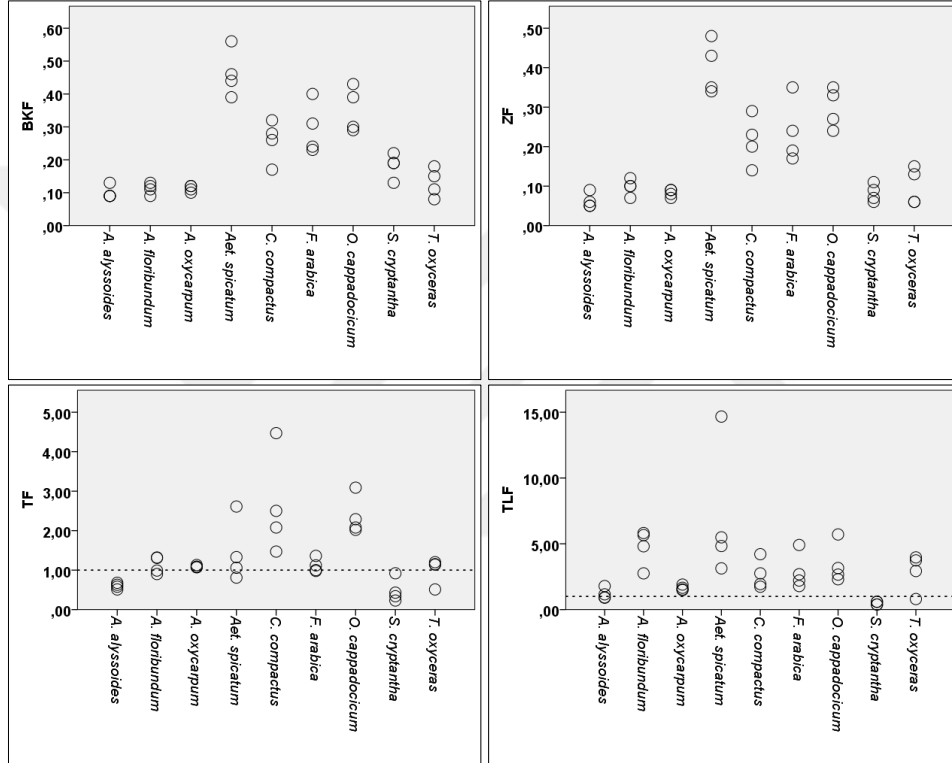 BKF
,60
,50
,40
,30
,20
,10
,00
A. alyssoides
A. floribundum
A. oxycarpum
Aet. spicatum
C. compactus
F. arabica
O. cappadocicum
S. cryptantha
T. oxyceras
ZF
,50
,40
,30
,20
,10
,00
A. alyssoides
A. floribundum
A. oxycarpum
Aet. spicatum
C. compactus
F. arabica
O. cappadocicum
S. cryptantha
T. oxyceras
TF
5,00
4,00
3,00
2,00
1,00
,00
A. alyssoides
A. floribundum
A. oxycarpum
Aet. spicatum
C. compactus
F. arabica
O. cappadocicum
S. cryptantha
T. oxyceras
TLF
15,00
10,00
5,00
,00
A. alyssoides
A. floribundum
A. oxycarpum
Aet. spicatum
C. compactus
F. arabica
O. cappadocicum
S. cryptantha
T. oxyceras